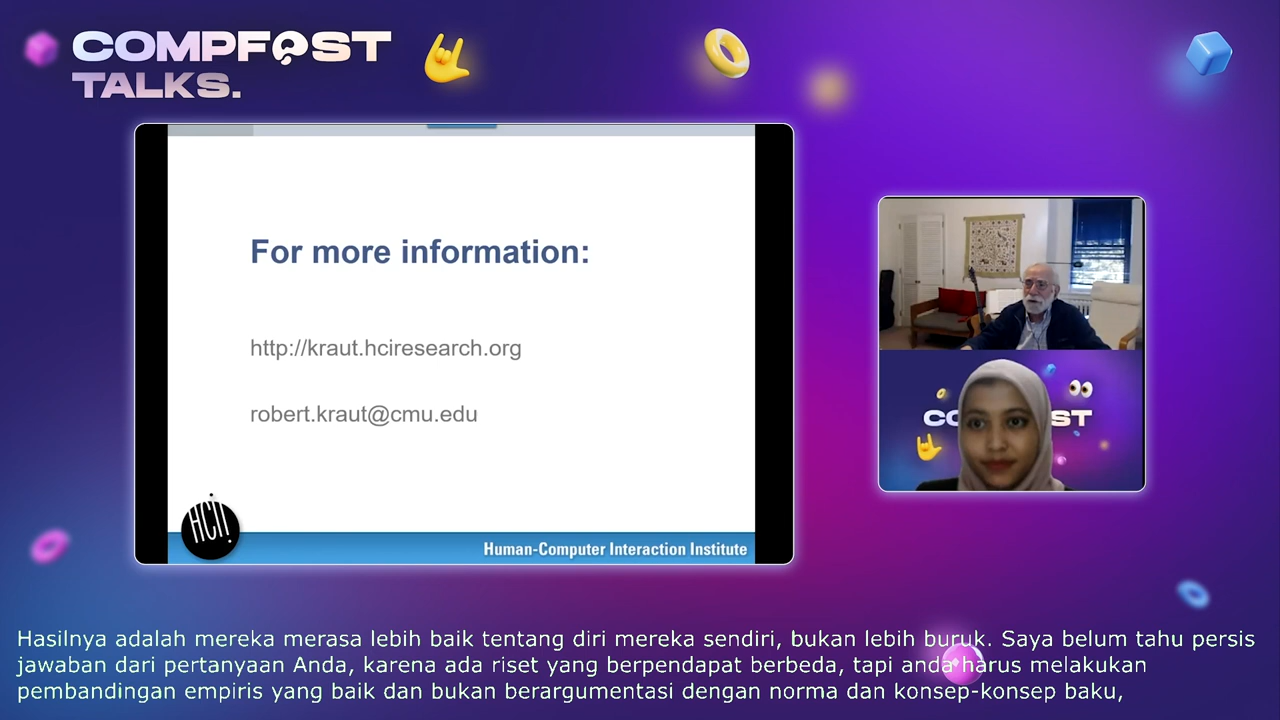 COMPFEST
TALKS.
For more information:
http://kraut.hciresearch.org
robert.kraut@cmu.edu
HCII
Human-Computer Interaction Institute
CO ST
Hasilnya adalah mereka merasa lebih baik tentang diri mereka sendiri, bukan lebih buruk. Saya belum tahu persis
jawaban dari pertanyaan Anda, karena ada riset yang berpendapat berbeda, tapi anda harus melakukan
pembandingan empiris yang baik dan bukan berargumentasi dengan norma dan konsep-konsep baku,